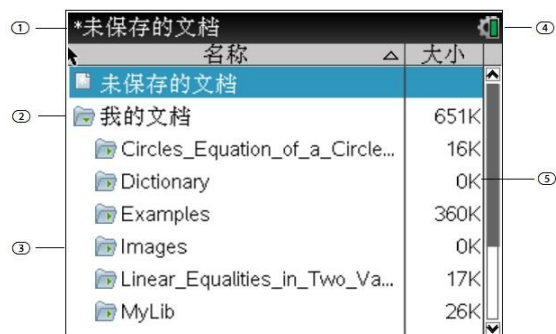 ① *未保存的文档 ④
名称 大小
未保存的文档
② 我的文档 651K
Circles_Equation_of_a_Circle... 16K
Dictionary 0K ⑤
Examples 360K
③ Images 0K
Linear_Equalities_in_Two_Va... 17K
MyLib 26K